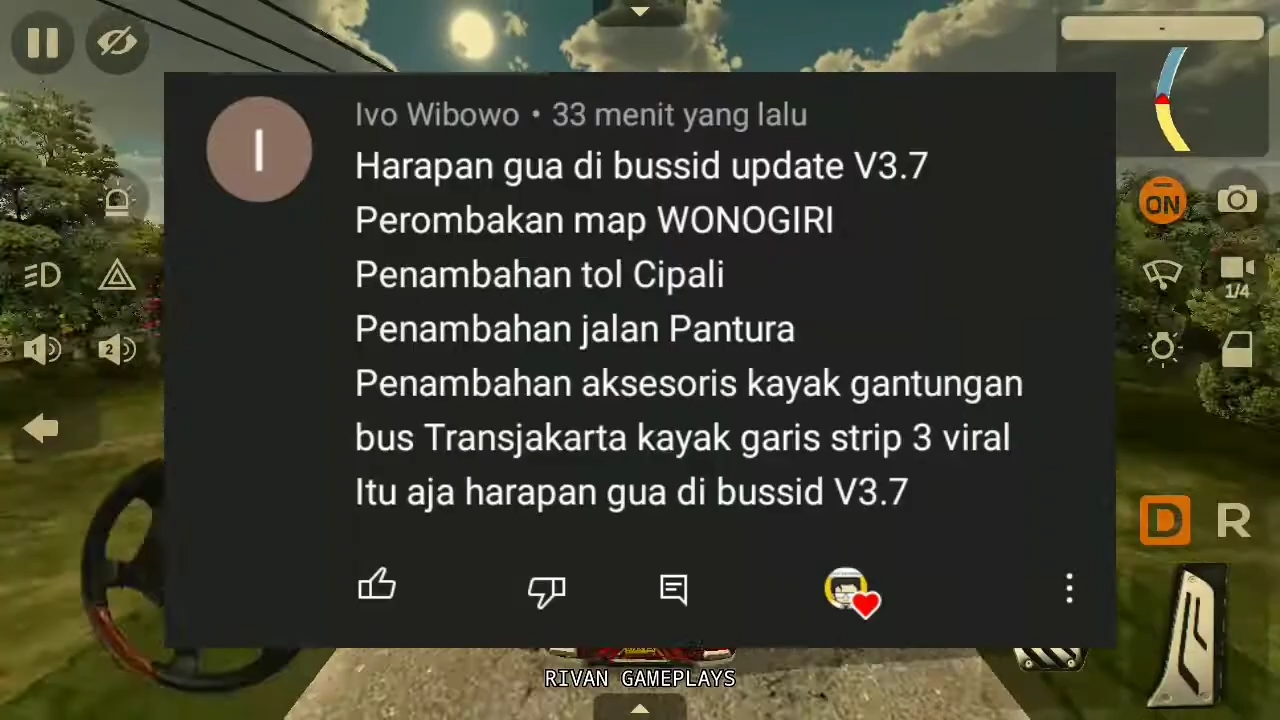 Ivo Wibowo • 33 menit yang lalu
I
Harapan gua di bussid update V3.7
Perombakan map WONOGIRI
Penambahan tol Cipali
Penambahan jalan Pantura
Penambahan aksesoris kayak gantungan
bus Transjakarta kayak garis strip 3 viral
Itu aja harapan gua di bussid V3.7
ON
1/4
1
2
D R
RIVAN GAMEPLAYS